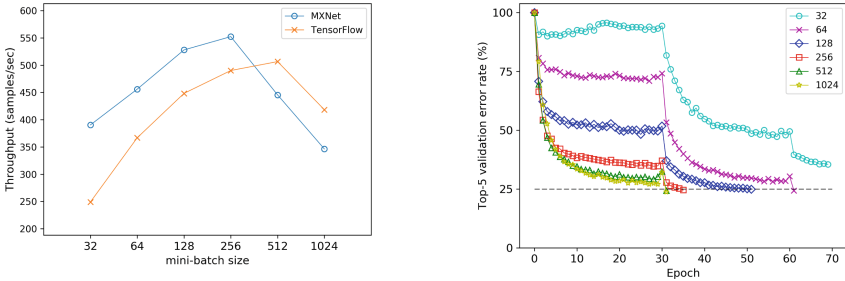 600
550
500
450
400
350
300
250
200
Throughput (samples/sec)
MXNet
TensorFlow
32 64 128 256 512 1024
mini-batch size
100
75
50
25
0
Top-5 validation error rate (%)
32
64
128
256
512
1024
0 10 20 30 40 50 60 70
Epoch